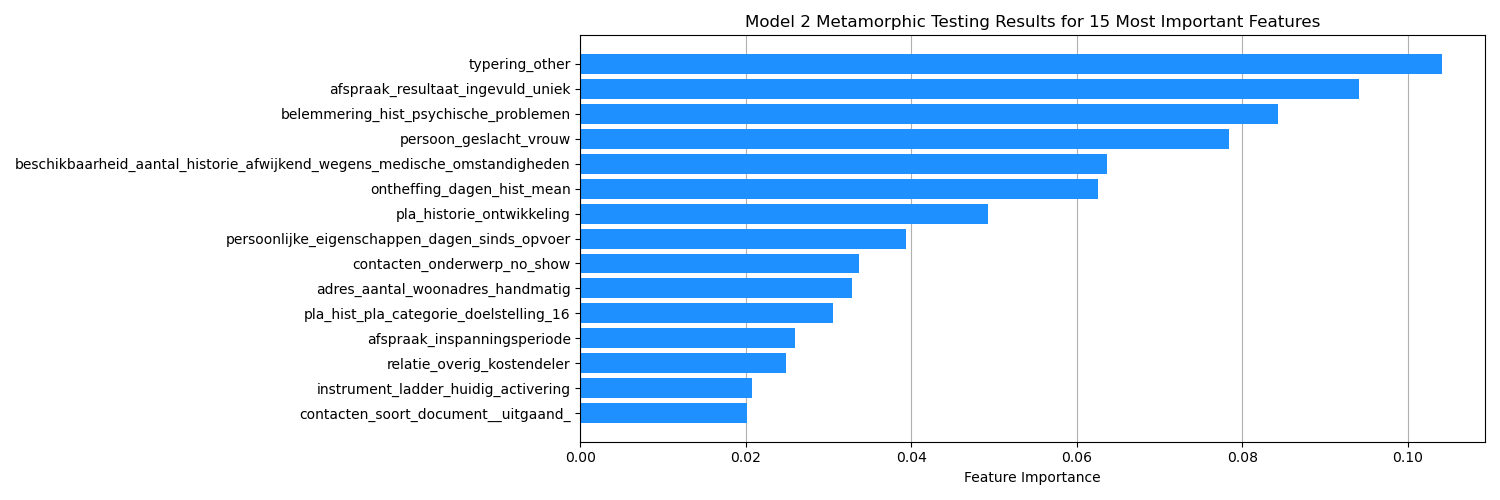 Model 2 Metamorphic Testing Results for 15 Most Important Features
typering_other
afspraak_resultaat_ingevuld_uniek
belemmering_hist_psychische_problemen
persoon_geslacht_vrouw
beschikbaarheid_aantal_historie_afwijkend_wegens_medische_omstandigheden
ontheffing_dagen_hist_mean
pla_historie_ontwikkeling
persoonlijke_eigenschappen_dagen_sinds_opvoer
contacten_onderwerp_no_show
adres_aantal_woonadres_handmatig
pla_hist_pla_categorie_doelstelling_16
afspraak_inspanningsperiode
relatie_overig_kostendeler
instrument_ladder_huidig_activering
contacten_soort_document__uitgaand_
0.00 0.02 0.04 0.06 0.08 0.10
Feature Importance